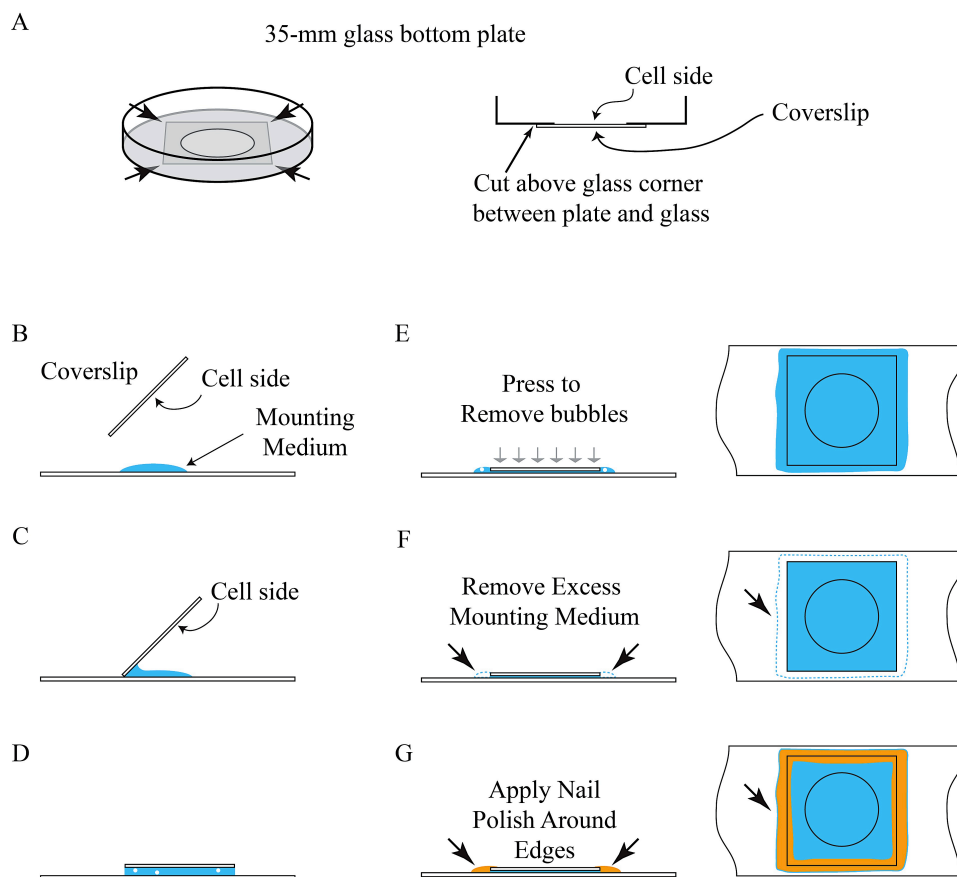 A
35-mm glass bottom plate
Cell side
Coverslip
Cut above glass corner
between plate and glass
B
Coverslip
Cell side
Mounting
Medium
C
Cell side
D
E
Press to
Remove bubbles
F
Remove Excess
Mounting Medium
G
Apply Nail
Polish Around
Edges